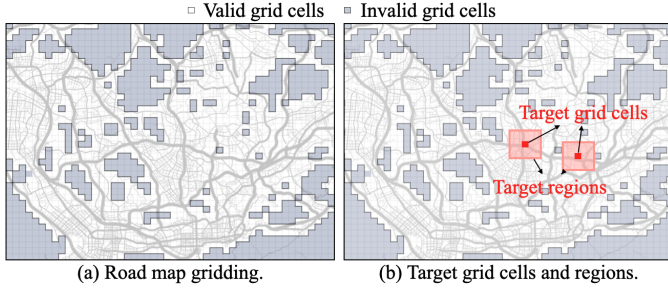 Valid grid cells Invalid grid cells
Target grid cells
Target regions
(a) Road map gridding. (b) Target grid cells and regions.